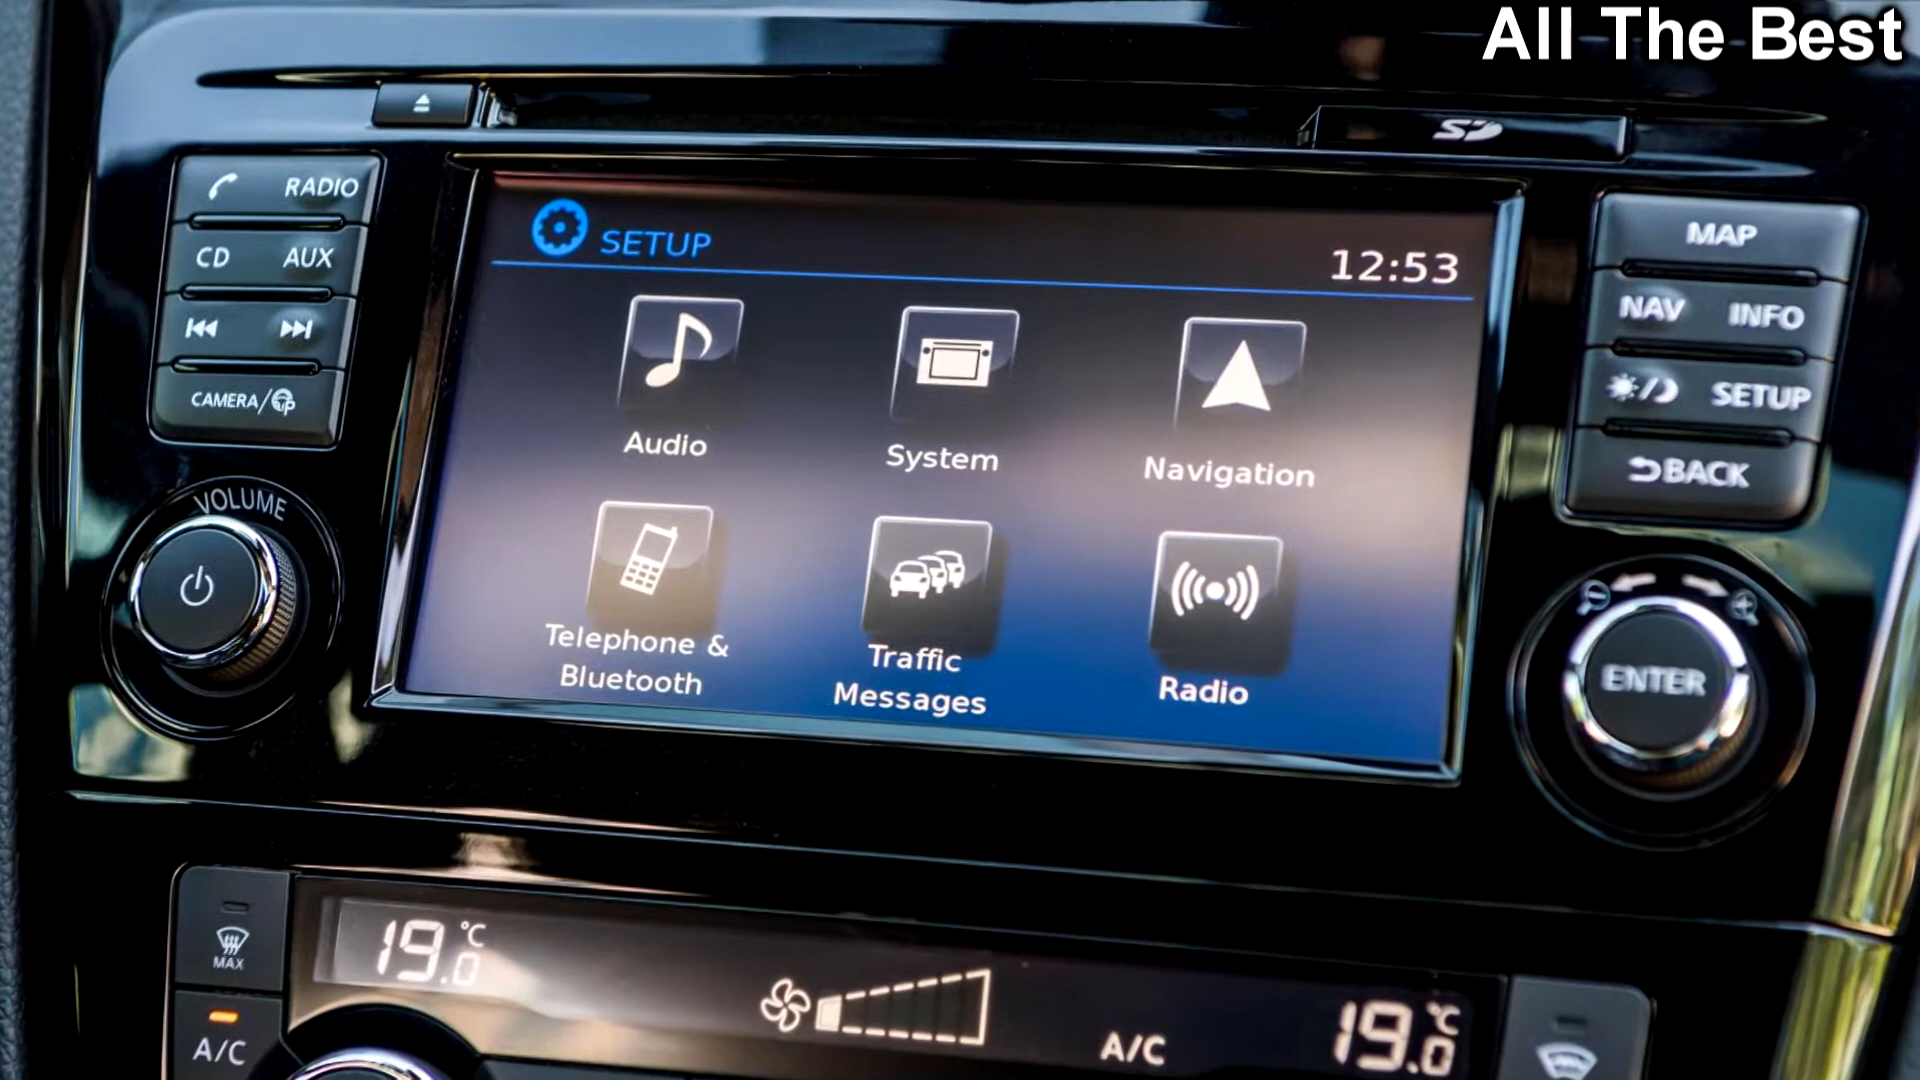 All The Best
SD
RADIO
CD AUX
CAMERA/
VOLUME
SETUP
12:53
Audio
System
Navigation
Telephone &
Bluetooth
Traffic
Messages
Radio
MAP
NAV INFO
SETUP
BACK
ENTER
MAX
A/C
19.0 °C
A/C
19.0 °C